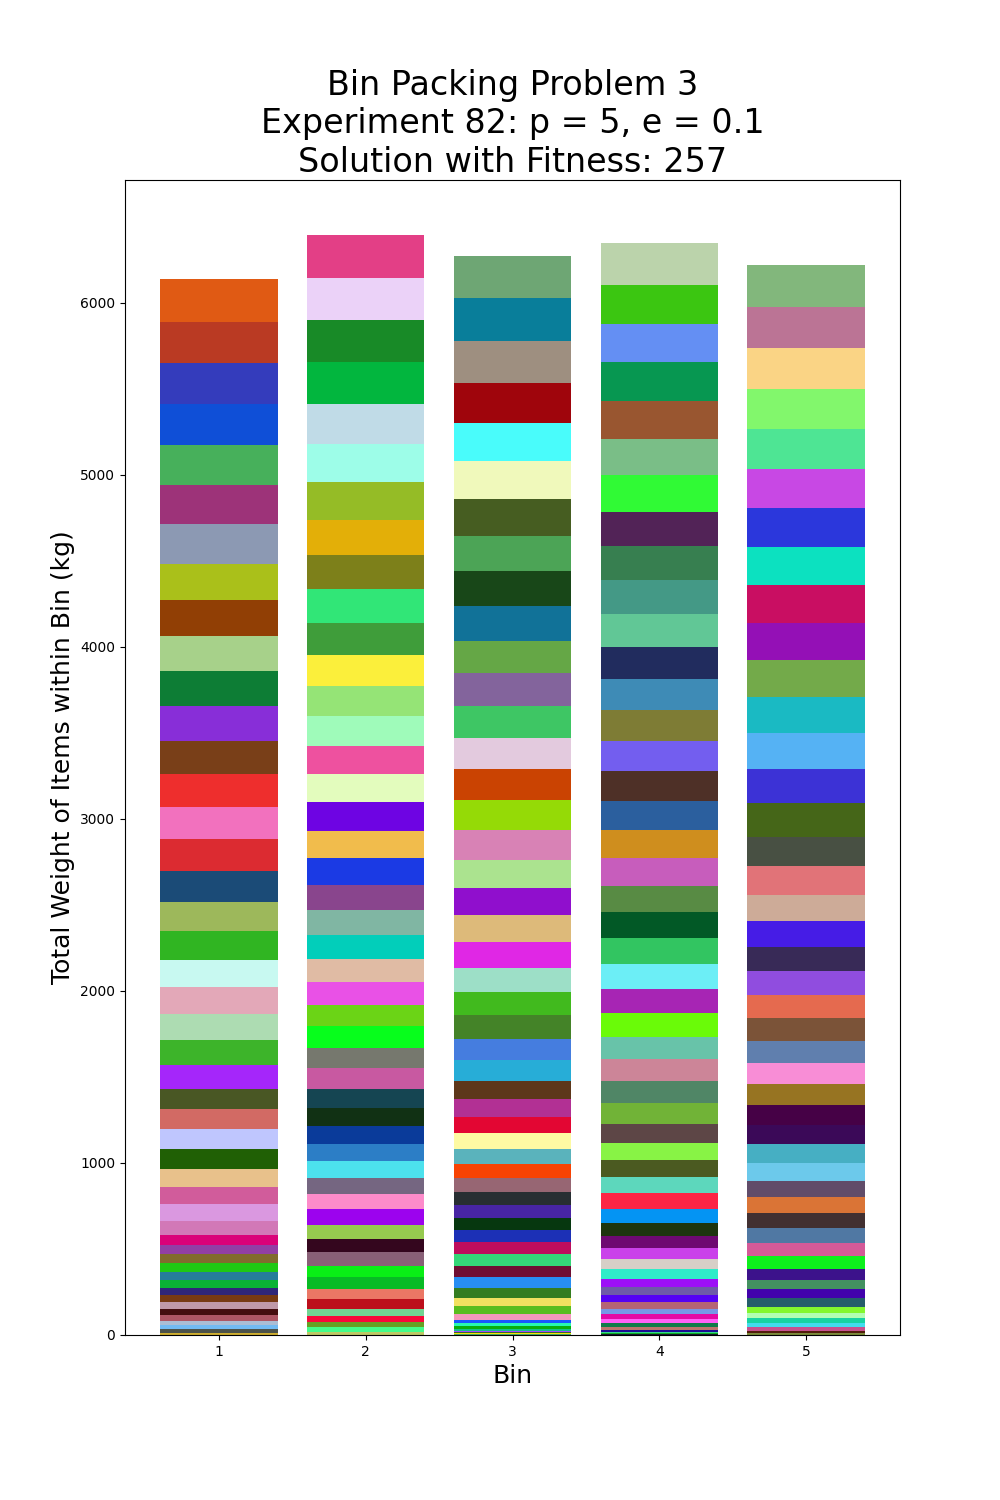 Bin Packing Problem 3
Experiment 82: p = 5, e = 0.1
Solution with Fitness: 257
Total Weight of Items within Bin (kg)
6000
5000
4000
3000
2000
1000
0
1 2 3 4 5
Bin